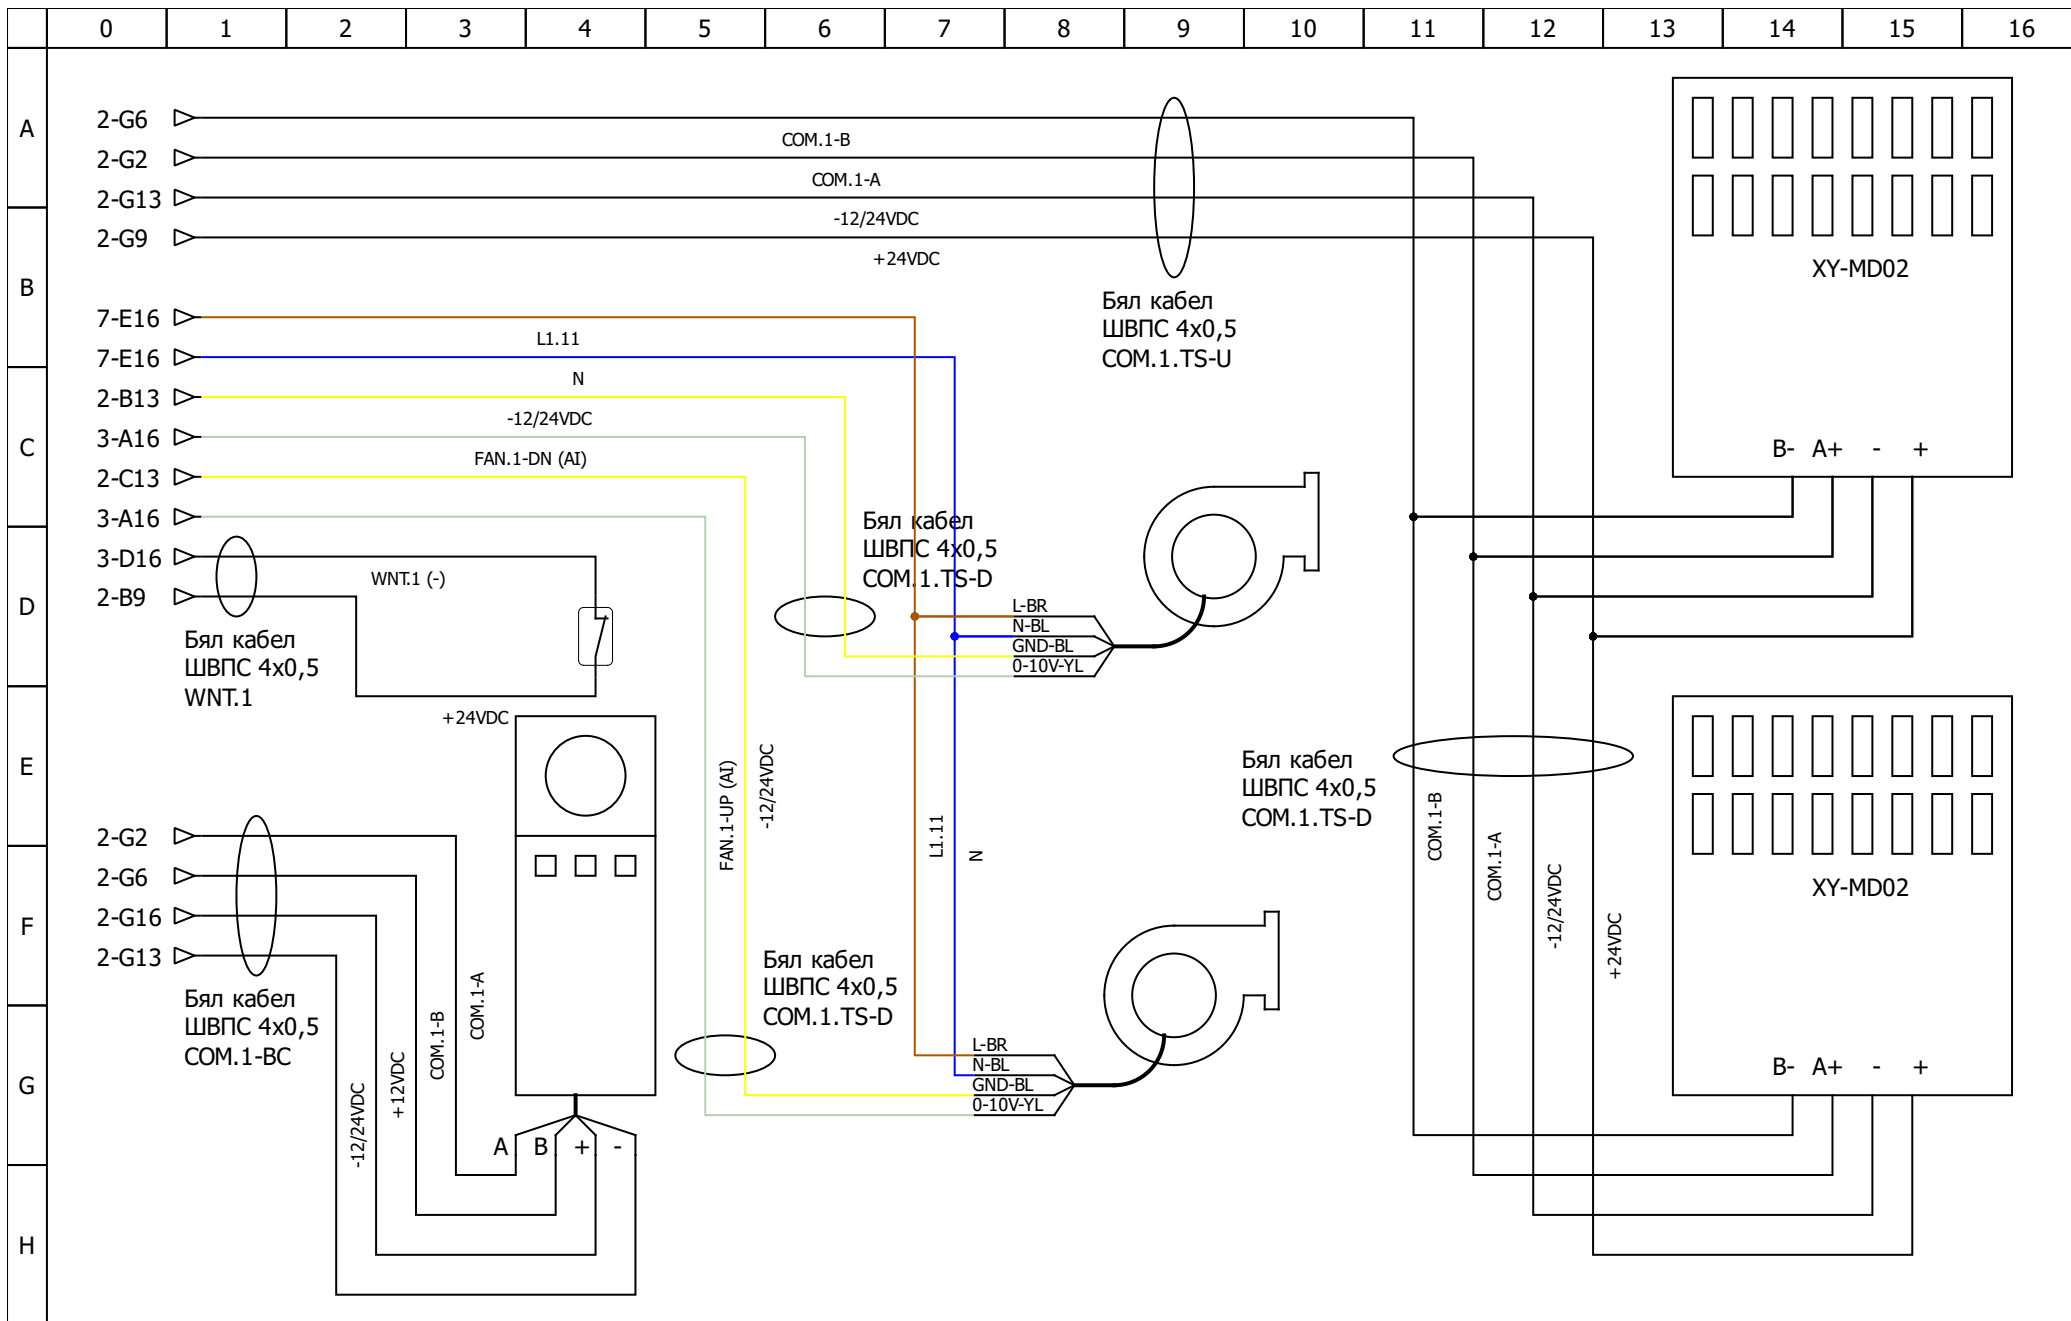 0 1 2 3 4 5 6 7 8 9 10 11 12 13 14 15 16
A
B
C
D
E
F
G
H
2-G6
COM.1-B
2-G2
COM.1-A
2-G13
-12/24VDC
2-G9
+24VDC
XY-MD02
B- A+ - +
Бял кабел
ШВПС 4x0,5
COM.1.TS-U
7-E16
L1.11
7-E16
N
2-B13
-12/24VDC
3-A16
FAN.1-DN (AI)
2-C13
3-A16
3-D16
WNT.1 (-)
2-B9
Бял кабел
ШВПС 4x0,5
WNT.1
+24VDC
Бял кабел
ШВПС 4x0,5
COM.1.TS-D
L-BR
N-BL
GND-BL
0-10V-YL
FAN.1-UP (AI)
-12/24VDC
L1.11
N
Бял кабел
ШВПС 4x0,5
COM.1.TS-D
COM.1-B
COM.1-A
-12/24VDC
+24VDC
XY-MD02
B- A+ - +
2-G2
2-G6
2-G16
2-G13
Бял кабел
ШВПС 4x0,5
COM.1-BC
-12/24VDC
+12VDC
COM.1-B
COM.1-A
A B + -
Бял кабел
ШВПС 4x0,5
COM.1.TS-D
L-BR
N-BL
GND-BL
0-10V-YL